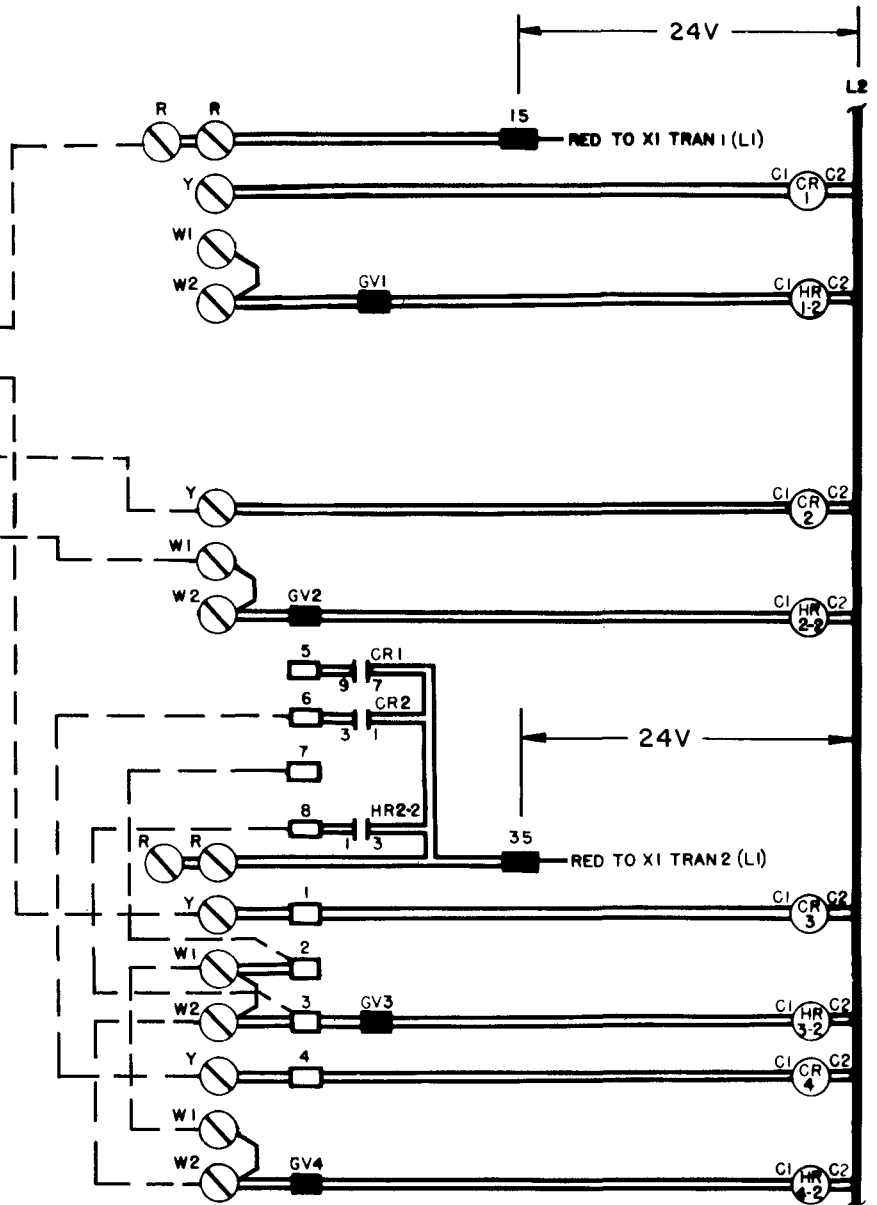 24V
L2
R R 15
RED TO X1 TRAN 1 (L1)
Y C1 CR 1 C2
W1
W2 GV1 C1 HR 1-2 C2
Y C1 CR 2 C2
W1
W2 GV2 C1 HR 2-2 C2
5 9 7 CR1
6 3 1 CR2
24V
7
8 1 3 HR2-2
R R 35
RED TO X1 TRAN 2 (L1)
Y 1 C1 CR 3 C2
W1 2
W2 3 GV3 C1 HR 3-2 C2
Y 4 C1 CR 4 C2
W1
W2 GV4 C1 HR 4-2 C2